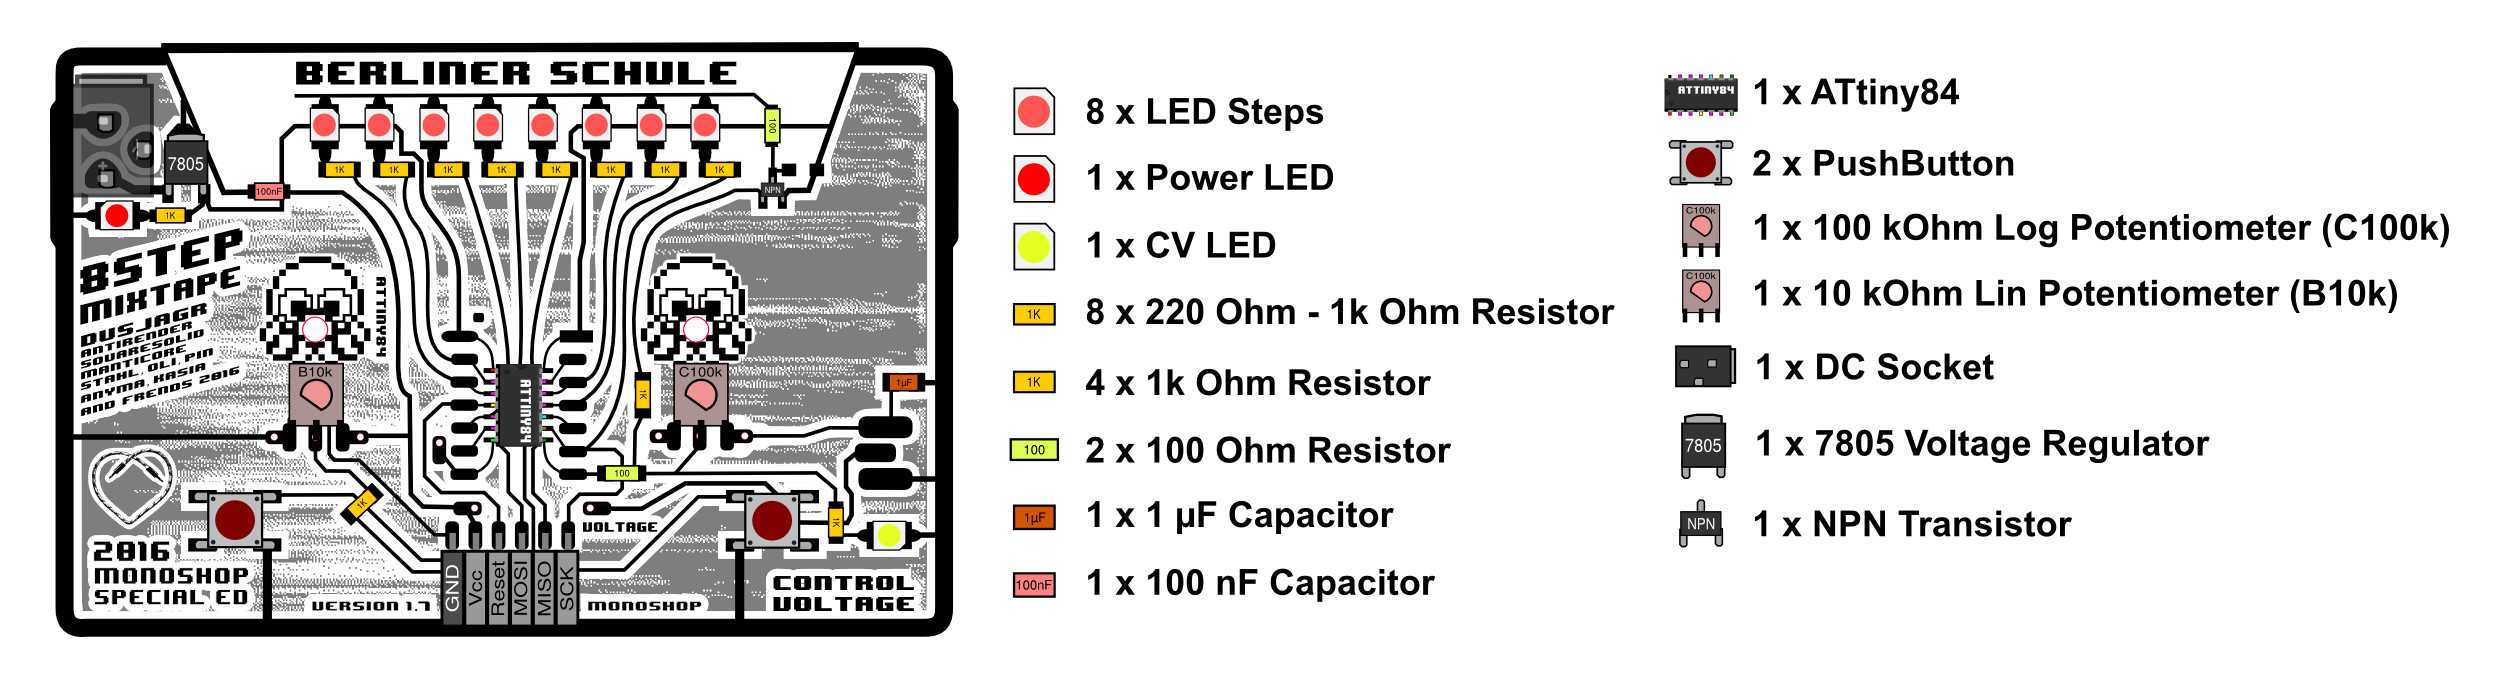 BERLINER SCHULE
100
7805
1K 1K 1K 1K 1K 1K 1K 1K
100nF
NPN
1K
8STEP
MIXTAPE
DUSJAGR
ANTIENDER
SQUARESOLID
MANTICORE
STAHL, OLI, PIN
ANYMA, KASIA
AND FRENDS 2016
ATTINY84
B10k
ATTINY84
C100k
1K
1µF
100
1K
1K
VOLTAGE
2016
MONOSHOP
SPECIAL ED
VERSION 1.7
GND
Vcc
Reset
MOSI
MISO
SCK
MONOSHOP
CONTROL
VOLTAGE
8 x LED Steps
1 x Power LED
1 x CV LED
1K 8 x 220 Ohm - 1k Ohm Resistor
1K 4 x 1k Ohm Resistor
100 2 x 100 Ohm Resistor
1µF 1 x 1 µF Capacitor
100nF 1 x 100 nF Capacitor
ATTINY84 1 x ATtiny84
2 x PushButton
C100k 1 x 100 kOhm Log Potentiometer (C100k)
C100k 1 x 10 kOhm Lin Potentiometer (B10k)
1 x DC Socket
7805 1 x 7805 Voltage Regulator
NPN 1 x NPN Transistor